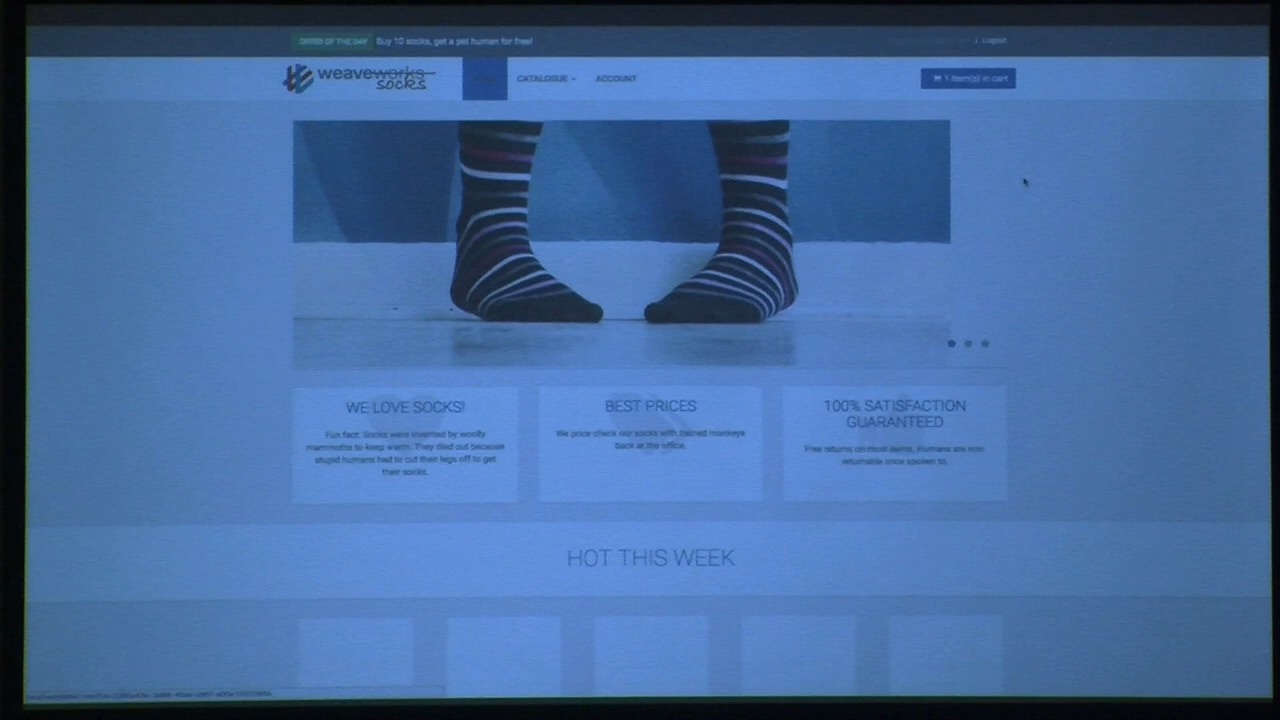 OFFER OF THE DAY Buy 10 socks, get a pet human for free!
| Logout
weaveworks
socks
CATALOGUE
ACCOUNT
1 item(s) in cart
WE LOVE SOCKS!
Fun fact: Socks were invented by woolly
mammoths to keep warm. They died out because
stupid humans had to cut their legs off to get
their socks.
BEST PRICES
We price check our socks with trained monkeys
back at the office.
100% SATISFACTION
GUARANTEED
Free returns on most items. Humans are non
returnable once spoken to.
HOT THIS WEEK